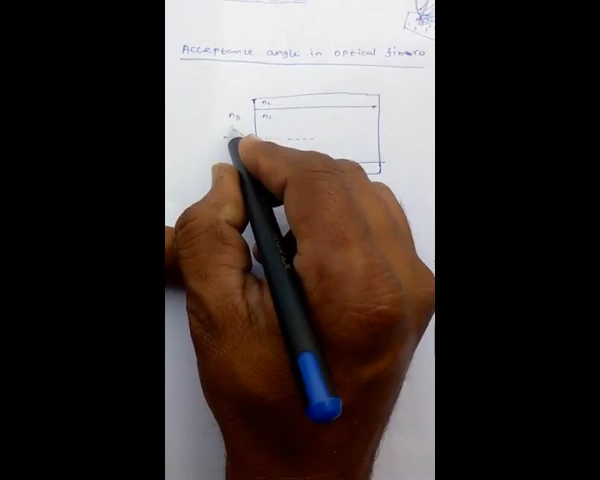 Acceptance angle in optical fibers
n₂
n₃ n₁